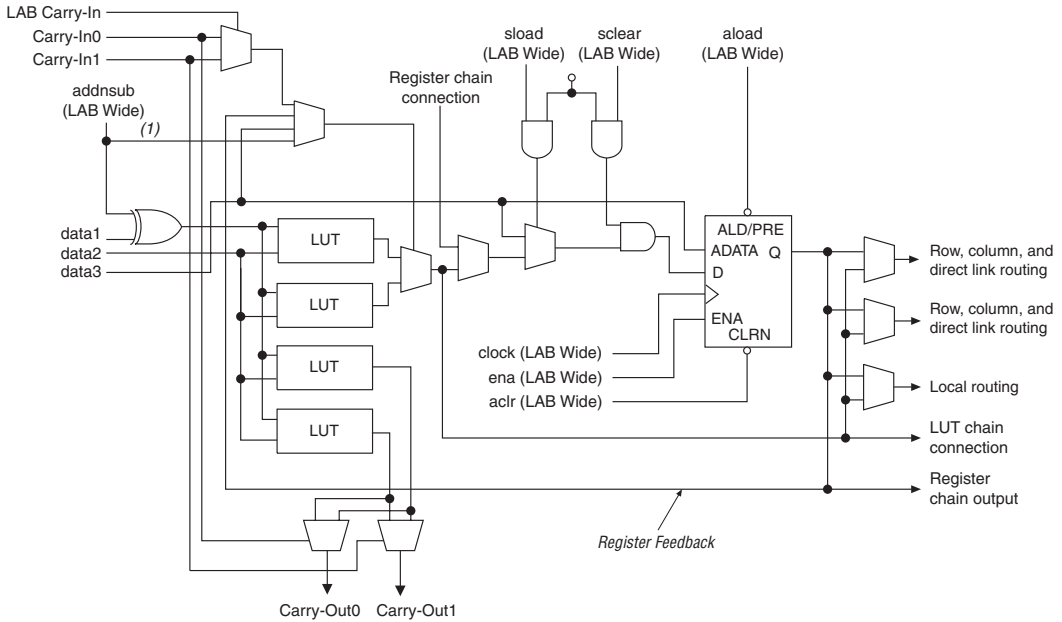 LAB Carry-In
Carry-In0
Carry-In1
addnsub
(LAB Wide)
(1)
Register chain
connection
sload
(LAB Wide)
sclear
(LAB Wide)
aload
(LAB Wide)
data1
data2
data3
LUT
LUT
LUT
LUT
ALD/PRE
ADATA
Q
D
ENA
CLRN
clock (LAB Wide)
ena (LAB Wide)
aclr (LAB Wide)
Row, column, and
direct link routing
Row, column, and
direct link routing
Local routing
LUT chain
connection
Register
chain output
Register Feedback
Carry-Out0
Carry-Out1